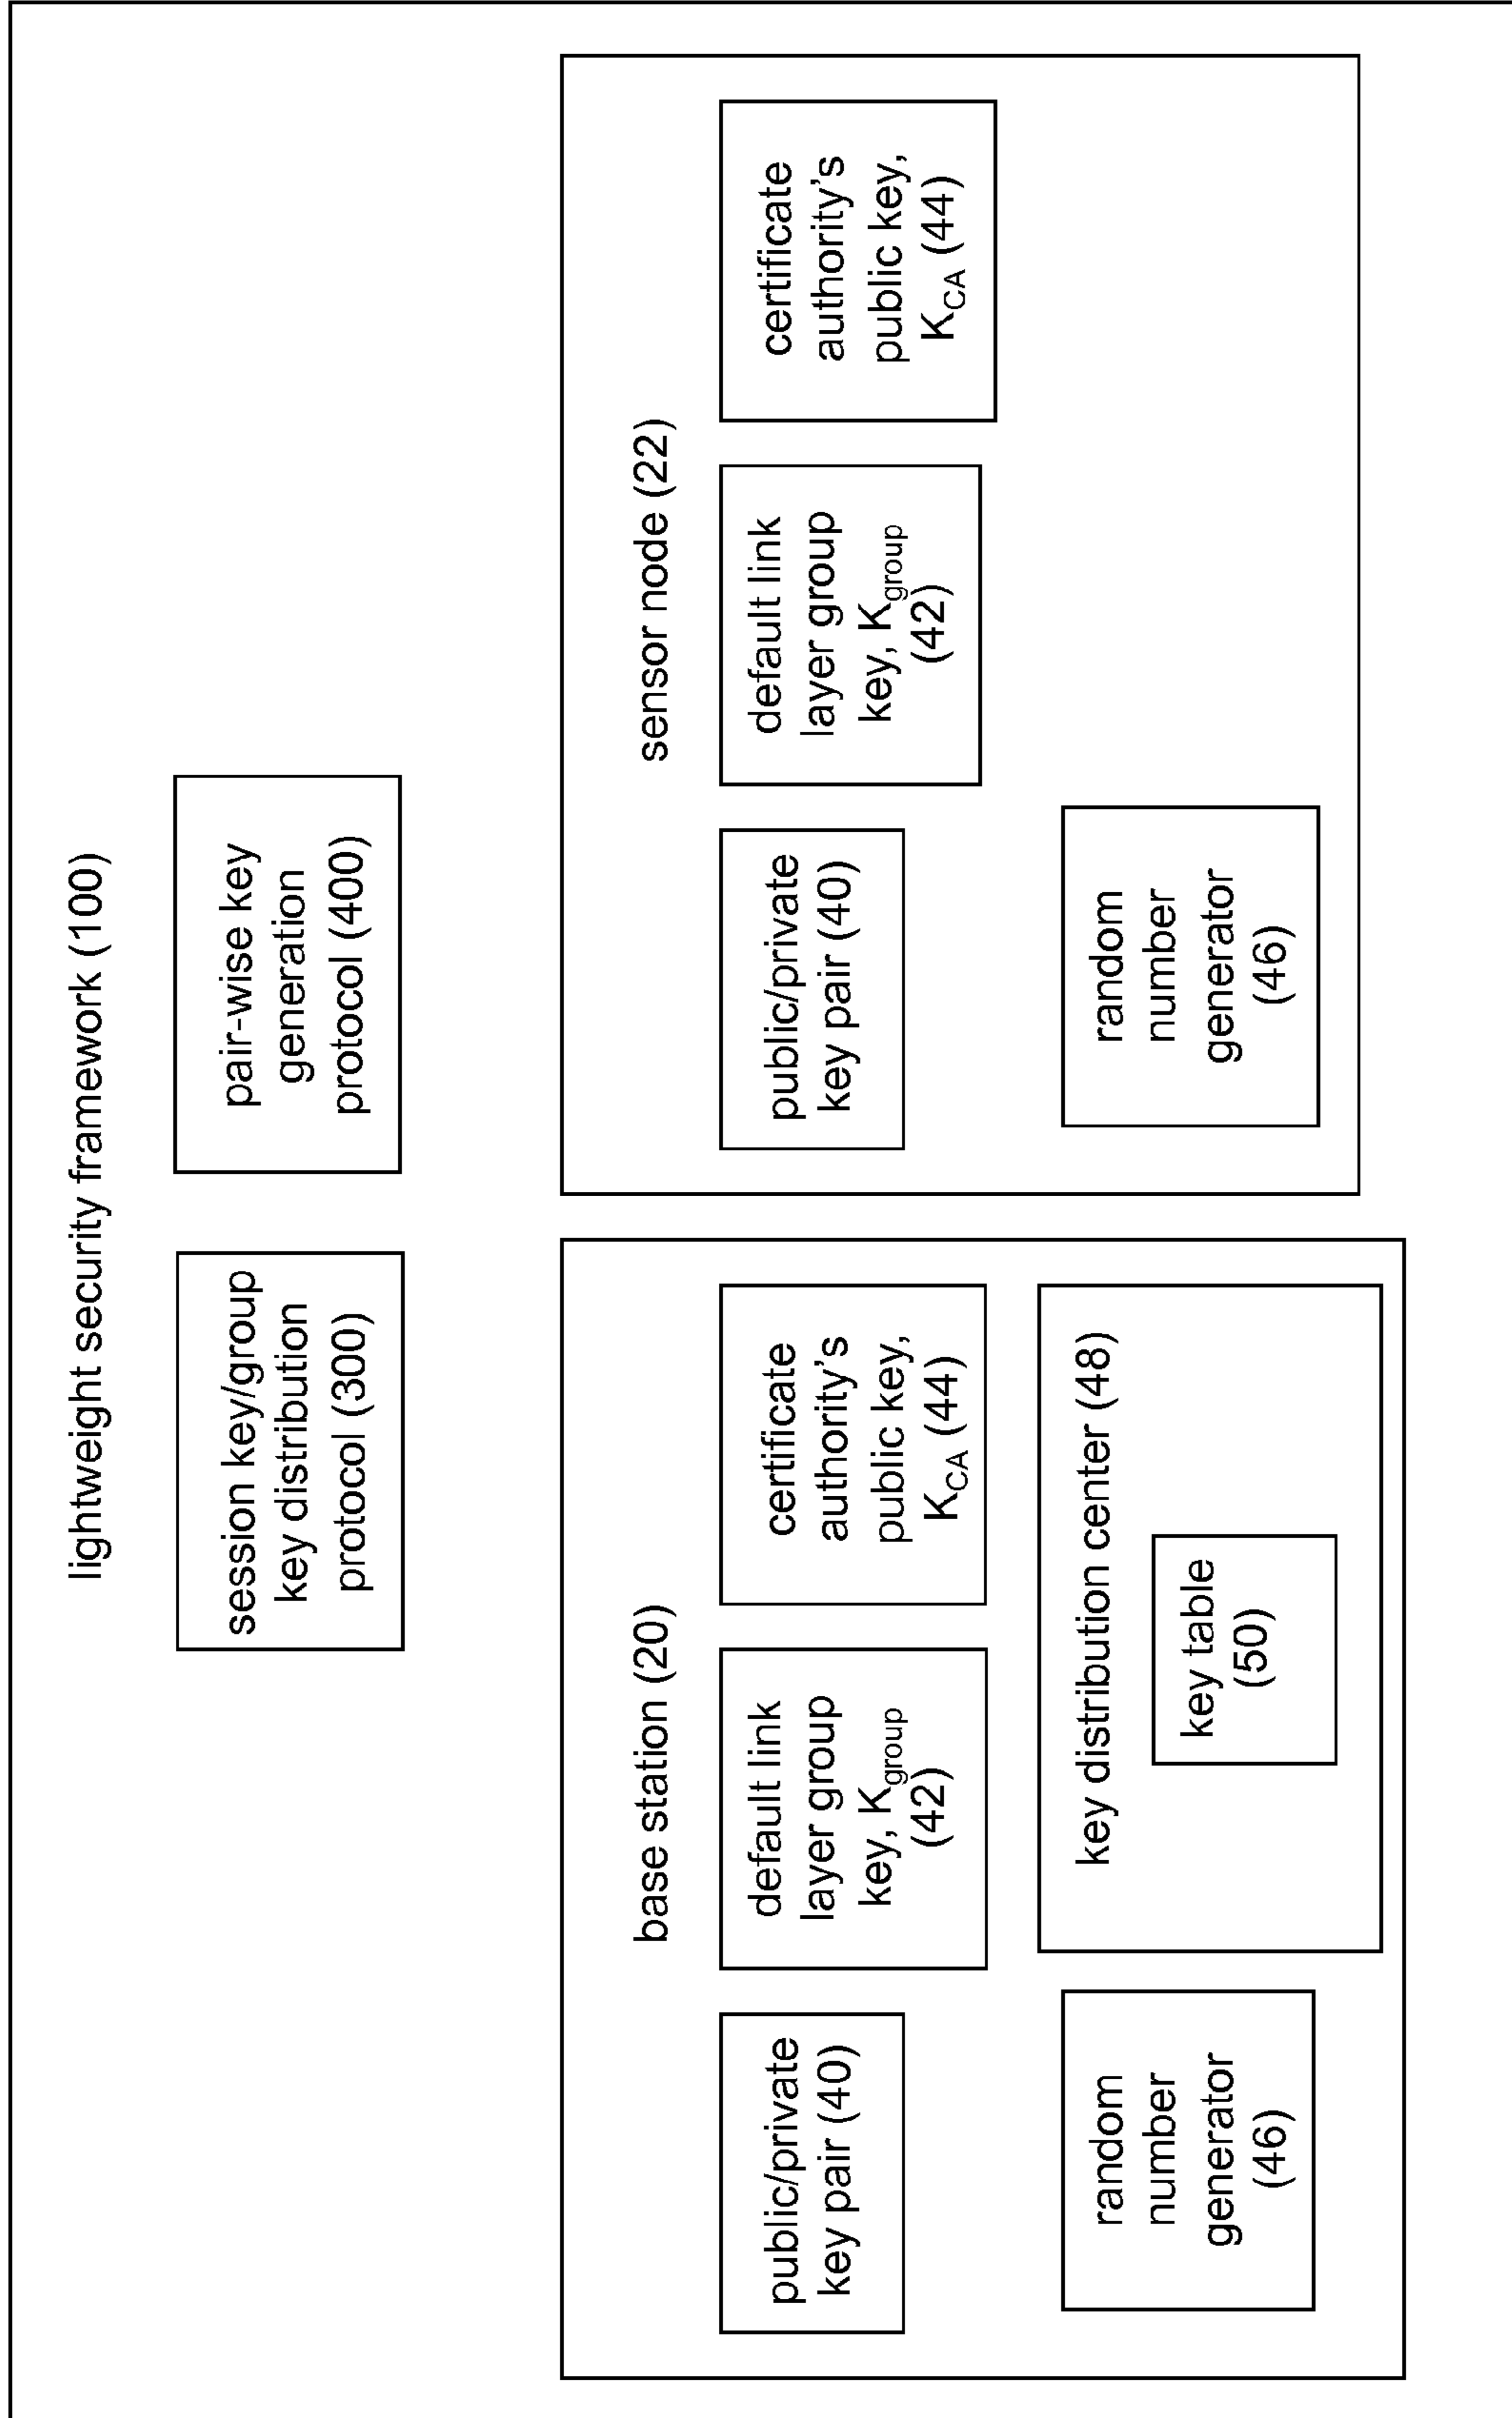 lightweight security framework (100)
session key/group
key distribution
protocol (300)
pair-wise key
generation
protocol (400)
base station (20)
public/private
key pair (40)
default link
layer group
key, Kgroup
(42)
certificate
authority's
public key,
KCA (44)
random
number
generator
(46)
key distribution center (48)
key table
(50)
sensor node (22)
public/private
key pair (40)
default link
layer group
key, Kgroup
(42)
certificate
authority's
public key,
KCA (44)
random
number
generator
(46)